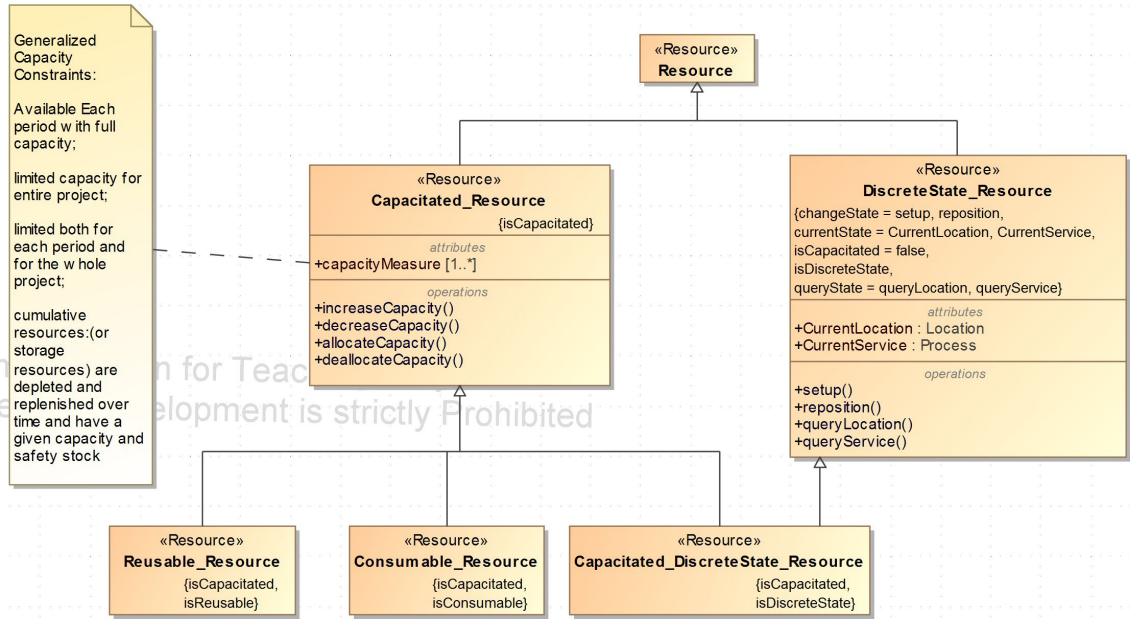 Generalized
Capacity
Constraints:
Available Each
period with full
capacity;
limited capacity for
entire project;
limited both for
each period and
for the whole
project;
cumulative
resources:(or
storage
resources) are
depleted and
replenished over
time and have a
given capacity and
safety stock
«Resource»
Resource
«Resource»
Capacitated_Resource
{isCapacitated}
attributes
+capacityMeasure [1..*]
operations
+increaseCapacity()
+decreaseCapacity()
+allocateCapacity()
+deallocateCapacity()
«Resource»
DiscreteState_Resource
{changeState = setup, reposition,
currentState = CurrentLocation, CurrentService,
isCapacitated = false,
isDiscreteState,
queryState = queryLocation, queryService}
attributes
+CurrentLocation : Location
+CurrentService : Process
operations
+setup()
+reposition()
+queryLocation()
+queryService()
for Teac
elopment is strictly Prohibited
«Resource»
Reusable_Resource
{isCapacitated,
isReusable}
«Resource»
Consumable_Resource
{isCapacitated,
isConsumable}
«Resource»
Capacitated_DiscreteState_Resource
{isCapacitated,
isDiscreteState}